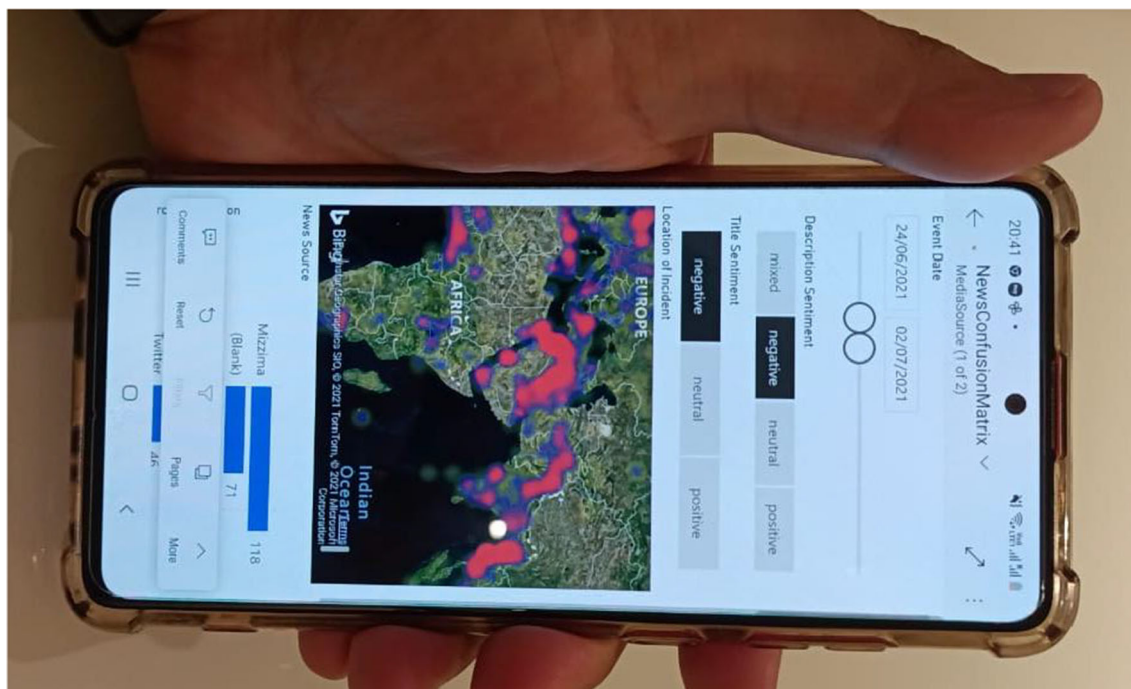 20:41
NewsConfusionMatrix
MediaSource (1 of 2)
Event Date
24/06/2021 02/07/2021
Description Sentiment
mixed negative neutral positive
Title Sentiment
negative neutral positive
Location of Incident
EUROPE
AFRICA
Indian
Ocean
Terms
© 2021 TomTom, © 2021 Microsoft
Corporation
News Source
Mizzima 118
(Blank) 71
Comments Reset Filters Pages More
Twitter 46